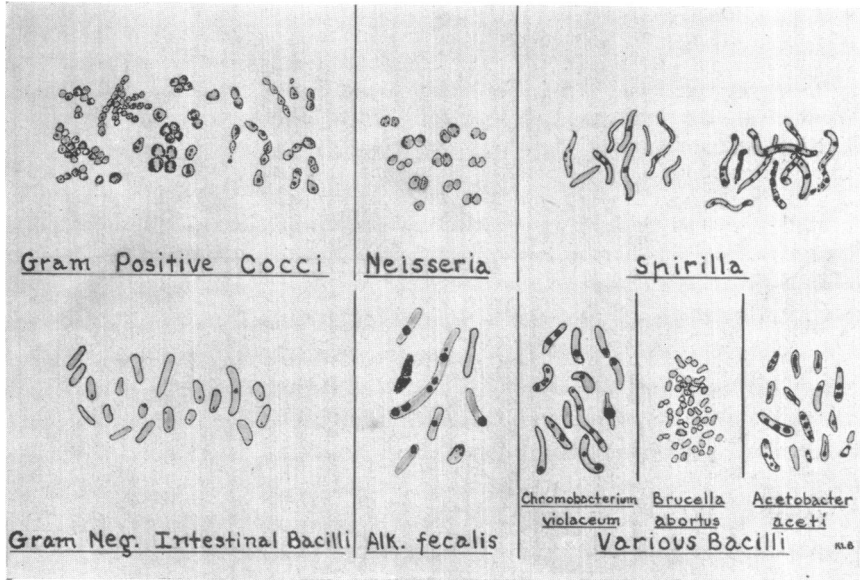 Gram Positive Cocci
Neisseria
Spirilla
Chromobacterium
violaceum
Brucella
abortus
Acetobacter
aceti
Gram Neg. Intestinal Bacilli
Alk. fecalis
Various Bacilli
KLB